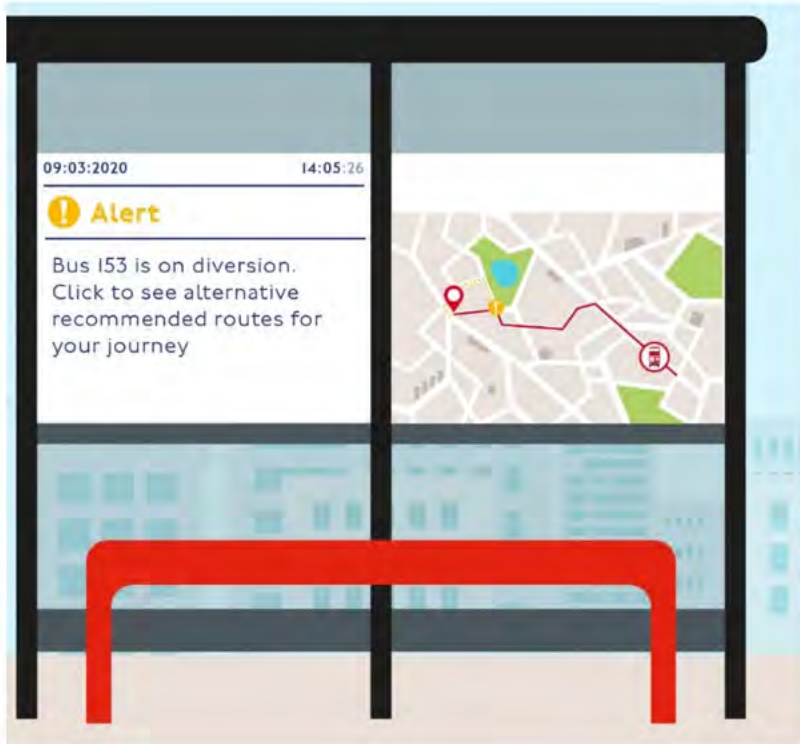 09:03:2020 14:05:26
! Alert
Bus 153 is on diversion.
Click to see alternative
recommended routes for
your journey
!